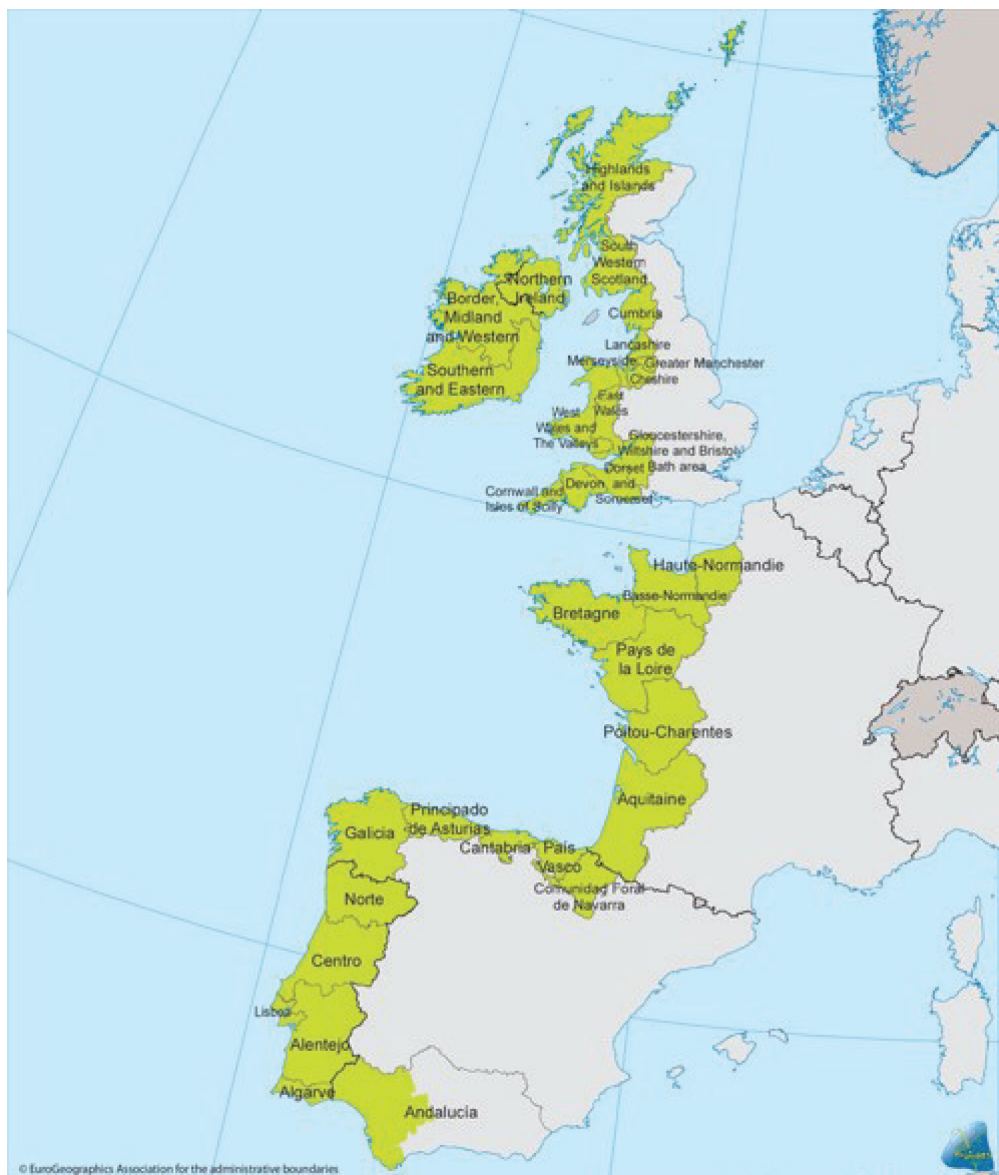 Highlands
and Islands
South
Western
Scotland
Northern
Ireland
Border,
Midland
and Western
Cumbria
Lancashire
Merseyside
Greater Manchester
Cheshire
Southern
and Eastern
East
Wales
West
Wales and
The Valleys
Gloucestershire,
Wiltshire and Bristol/
Bath area
Dorset
and
Somerset
Devon
Cornwall and
Isles of Scilly
Haute-Normandie
Basse-Normandie
Bretagne
Pays de
la Loire
Poitou-Charentes
Aquitaine
Principado
de Asturias
Galicia
Cantabria
País
Vasco
Comunidad Foral
de Navarra
Norte
Centro
Lisboa
Alentejo
Algarve
Andalucía
© EuroGeographics Association for the administrative boundaries